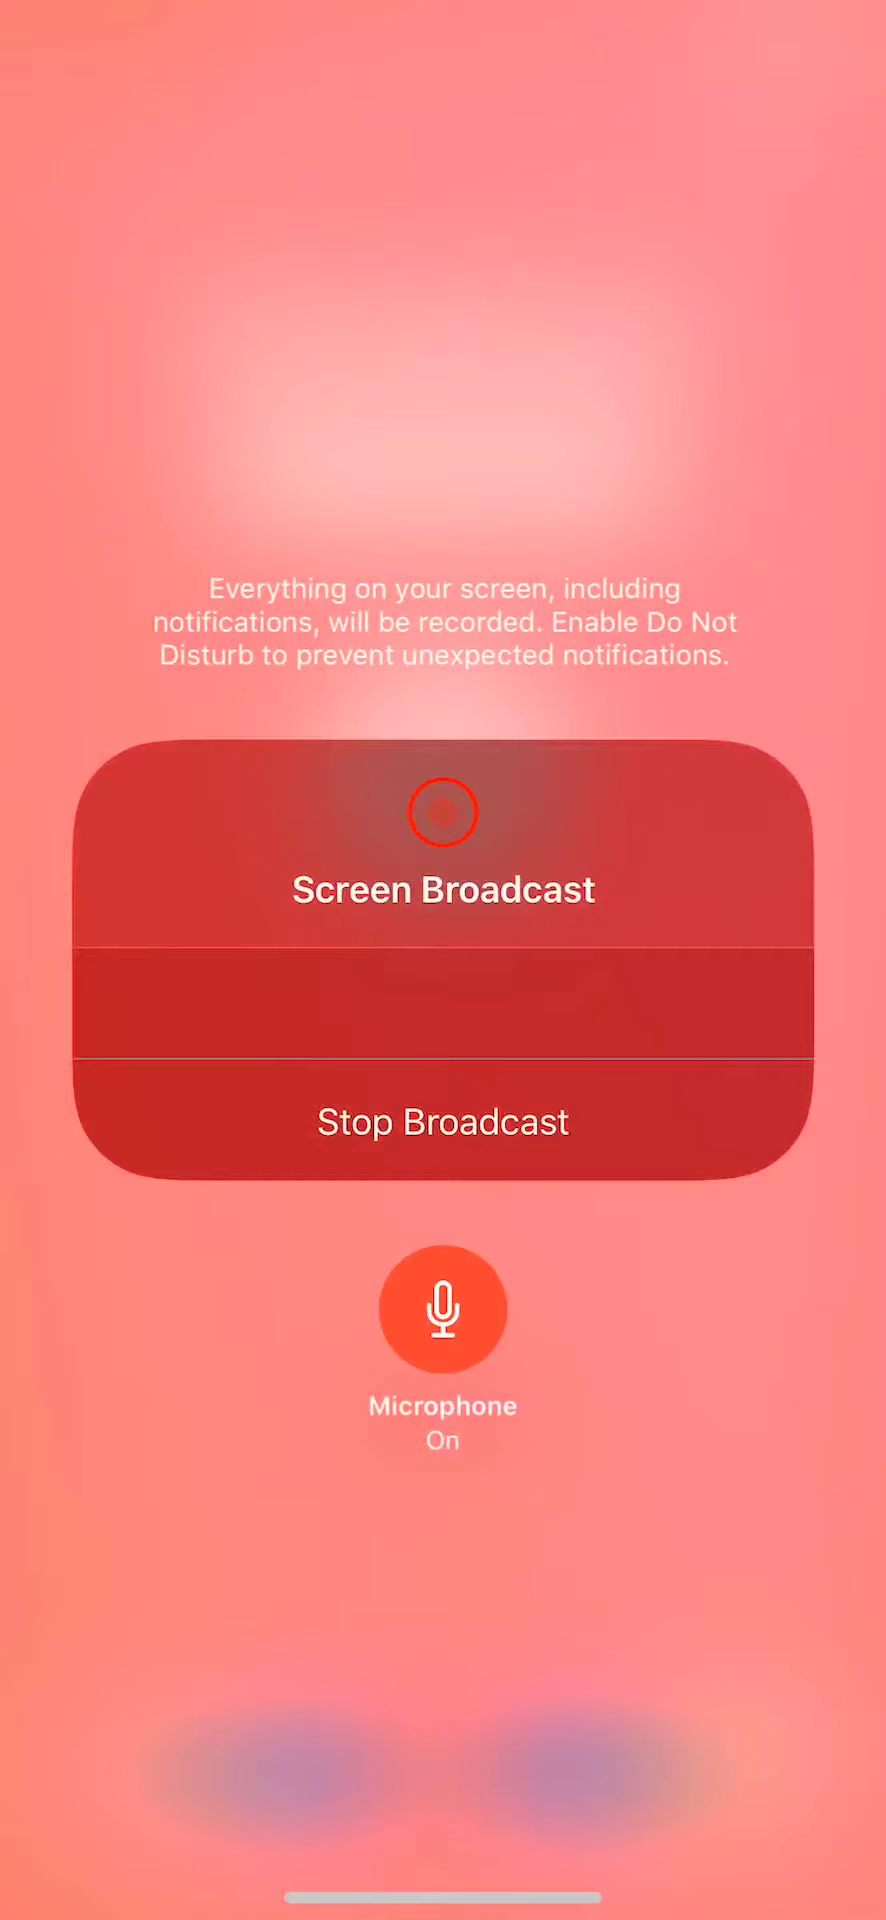 Everything on your screen, including
notifications, will be recorded. Enable Do Not
Disturb to prevent unexpected notifications.
Screen Broadcast
Stop Broadcast
Microphone
On